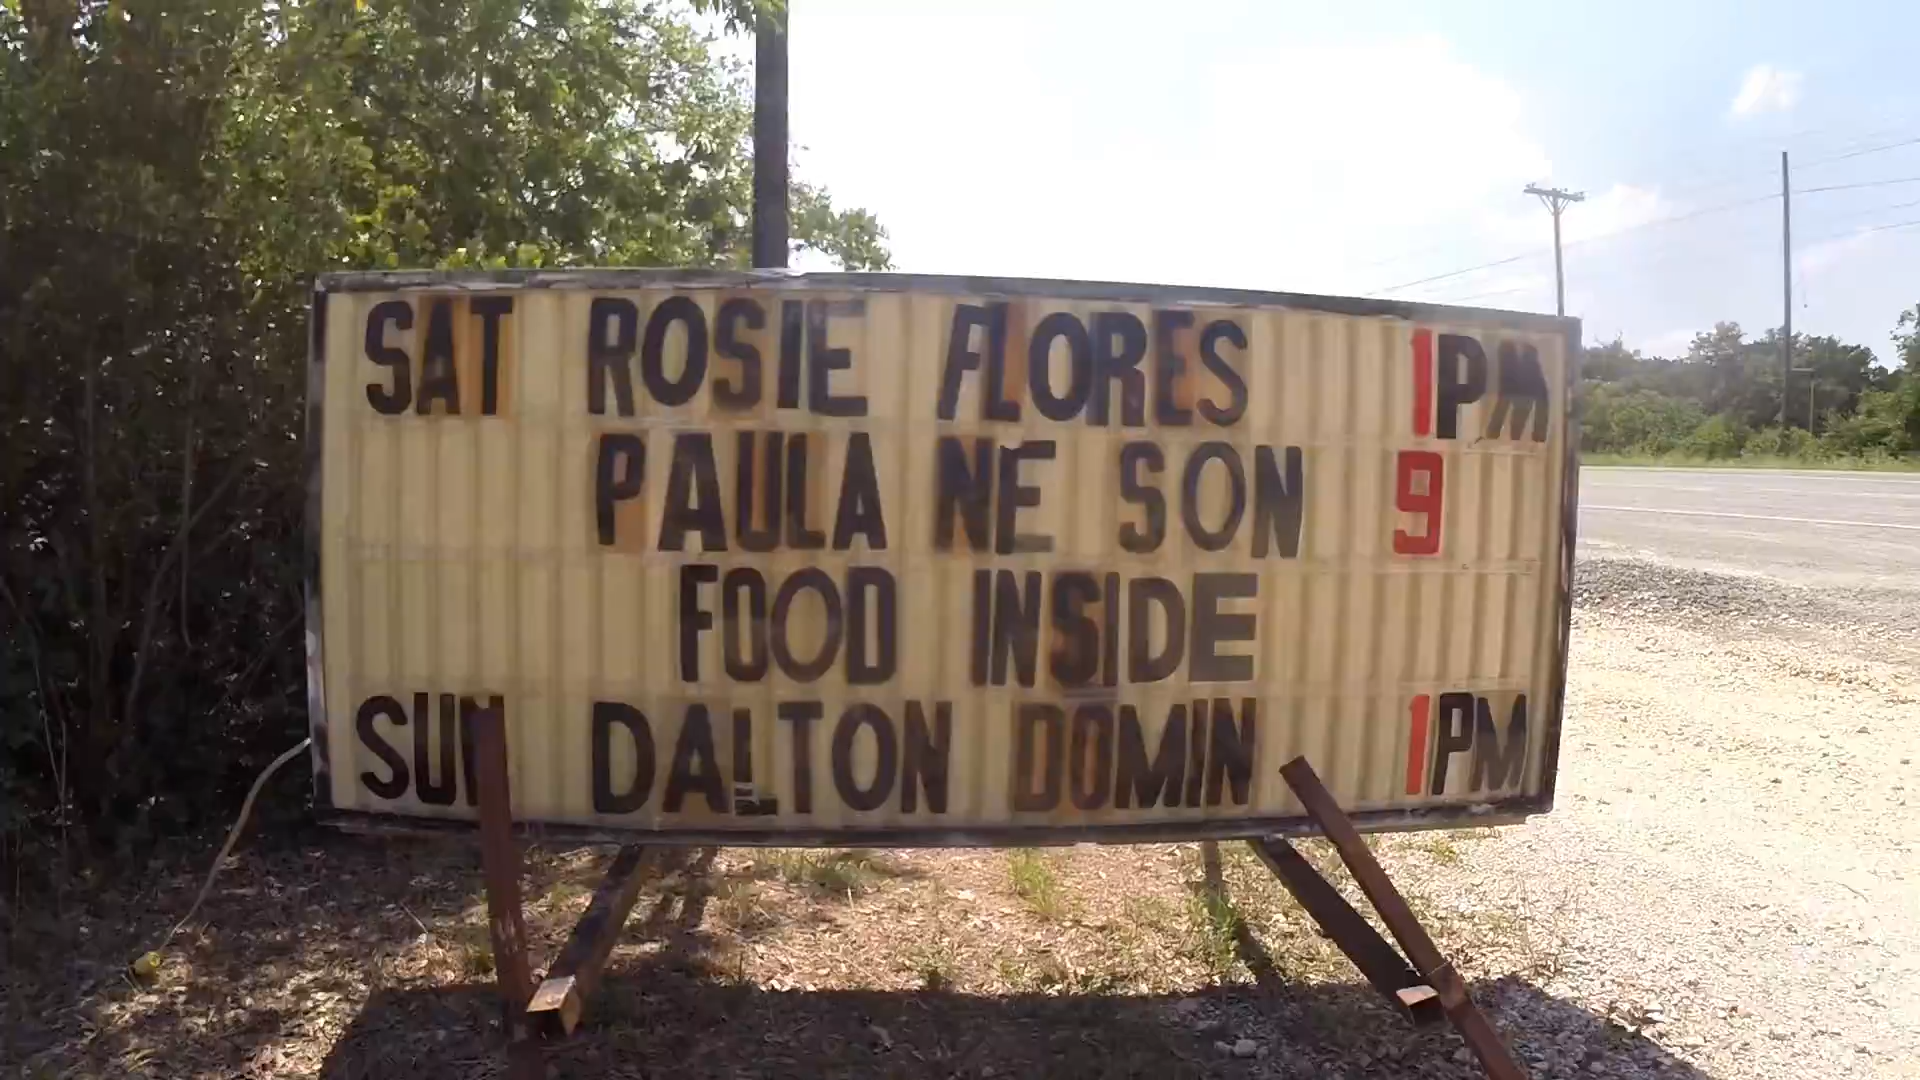 SAT ROSIE FLORES 1PM
PAULA NE SON 9
FOOD INSIDE
SUN DALTON DOMIN 1PM